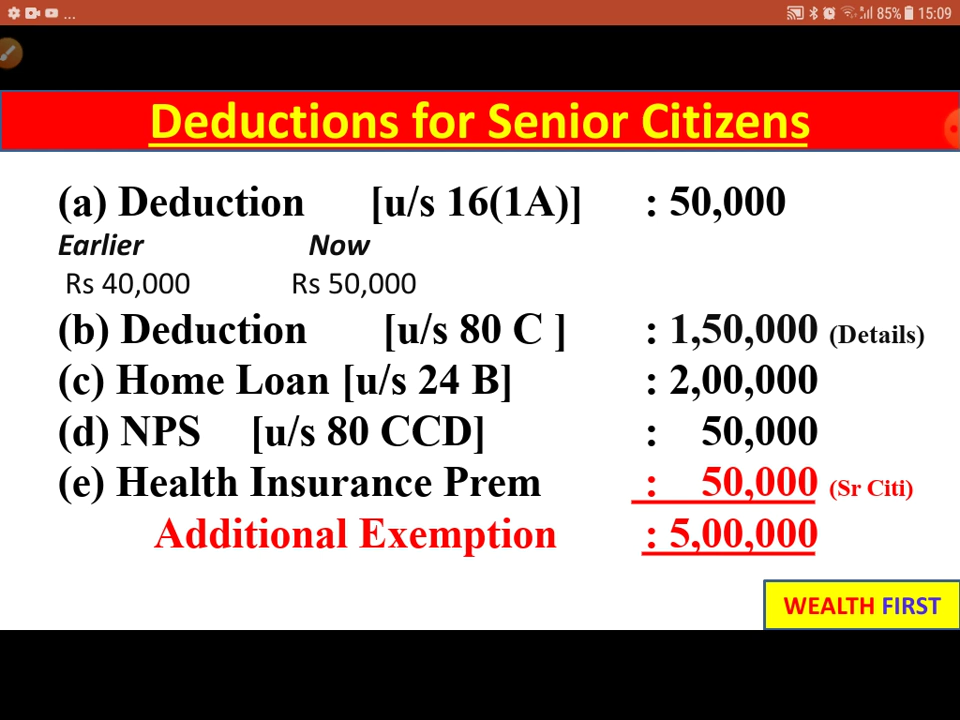 ... 85% 15:09
Deductions for Senior Citizens
(a) Deduction [u/s 16(1A)] : 50,000
Earlier Now
Rs 40,000 Rs 50,000
(b) Deduction [u/s 80 C ] : 1,50,000 (Details)
(c) Home Loan [u/s 24 B] : 2,00,000
(d) NPS [u/s 80 CCD] : 50,000
(e) Health Insurance Prem : 50,000 (Sr Citi)
Additional Exemption : 5,00,000
WEALTH FIRST